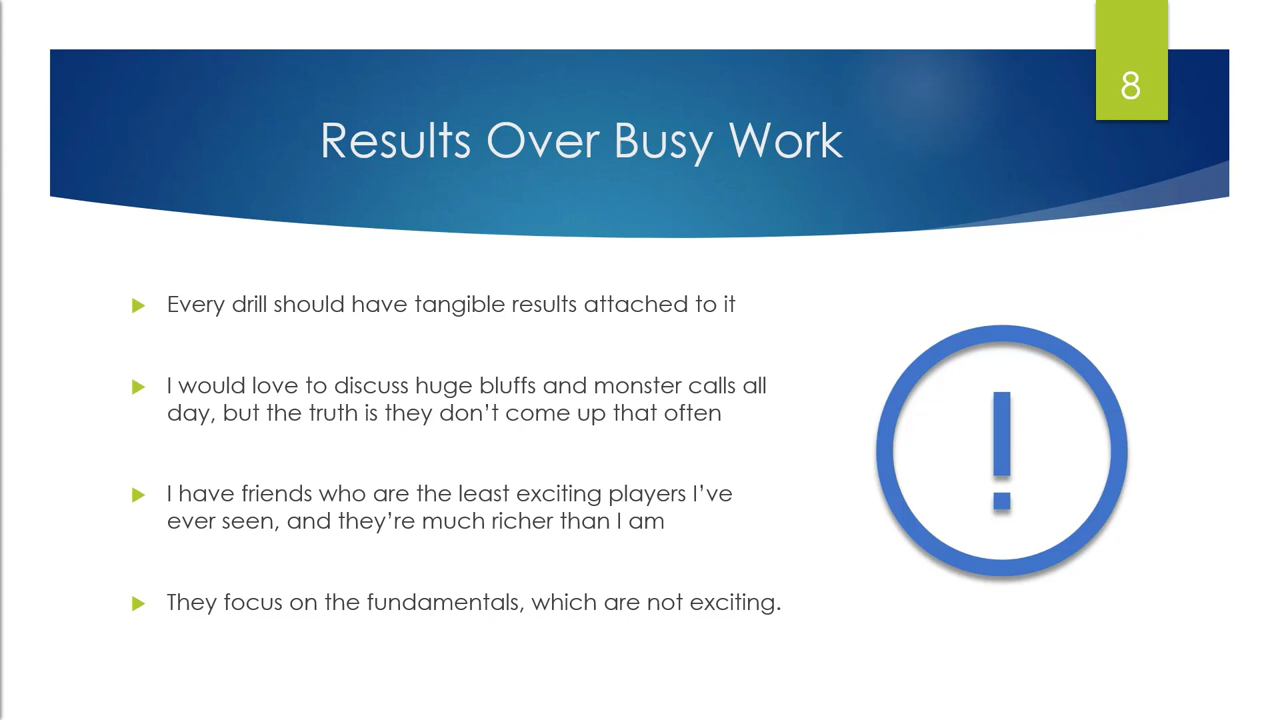 8
Results Over Busy Work
Every drill should have tangible results attached to it
I would love to discuss huge bluffs and monster calls all
day, but the truth is they don’t come up that often
I have friends who are the least exciting players I’ve
ever seen, and they’re much richer than I am
They focus on the fundamentals, which are not exciting.
!